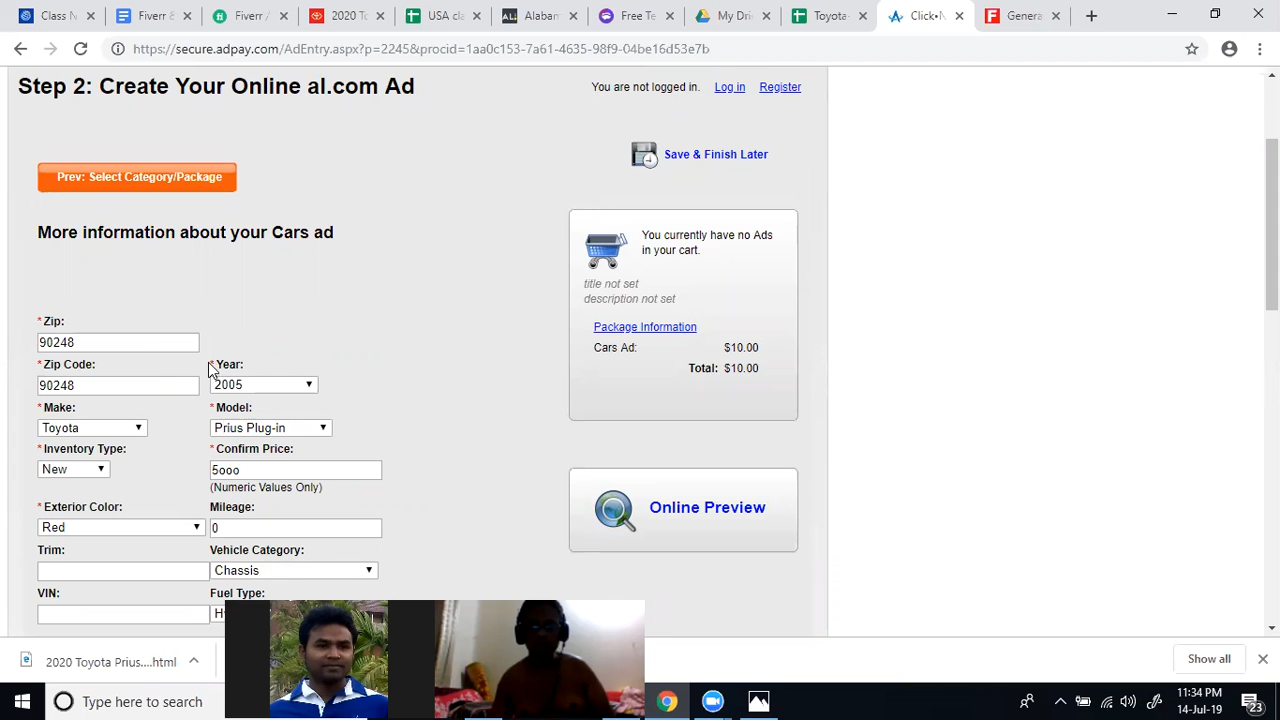 Class N
Fiverr &
Fiverr /
2020 To
USA cla
Alabam
Free Te
My Driv
Toyota
Click•N
Genera
https://secure.adpay.com/AdEntry.aspx?p=2245&procid=1aa0c153-7a61-4635-98f9-04be16d53e7b
Step 2: Create Your Online al.com Ad
You are not logged in. Log in Register
Save & Finish Later
Prev: Select Category/Package
More information about your Cars ad
You currently have no Ads
in your cart.
title not set
description not set
Package Information
Cars Ad: $10.00
Total: $10.00
*Zip:
90248
*Zip Code: *Year:
90248 2005
*Make: *Model:
Toyota Prius Plug-in
*Inventory Type: *Confirm Price:
New 5ooo
(Numeric Values Only)
*Exterior Color: Mileage:
Red 0
Trim: Vehicle Category:
Chassis
VIN: Fuel Type:
Online Preview
2020 Toyota Prius....html
Show all
Type here to search
11:34 PM
14-Jul-19
23